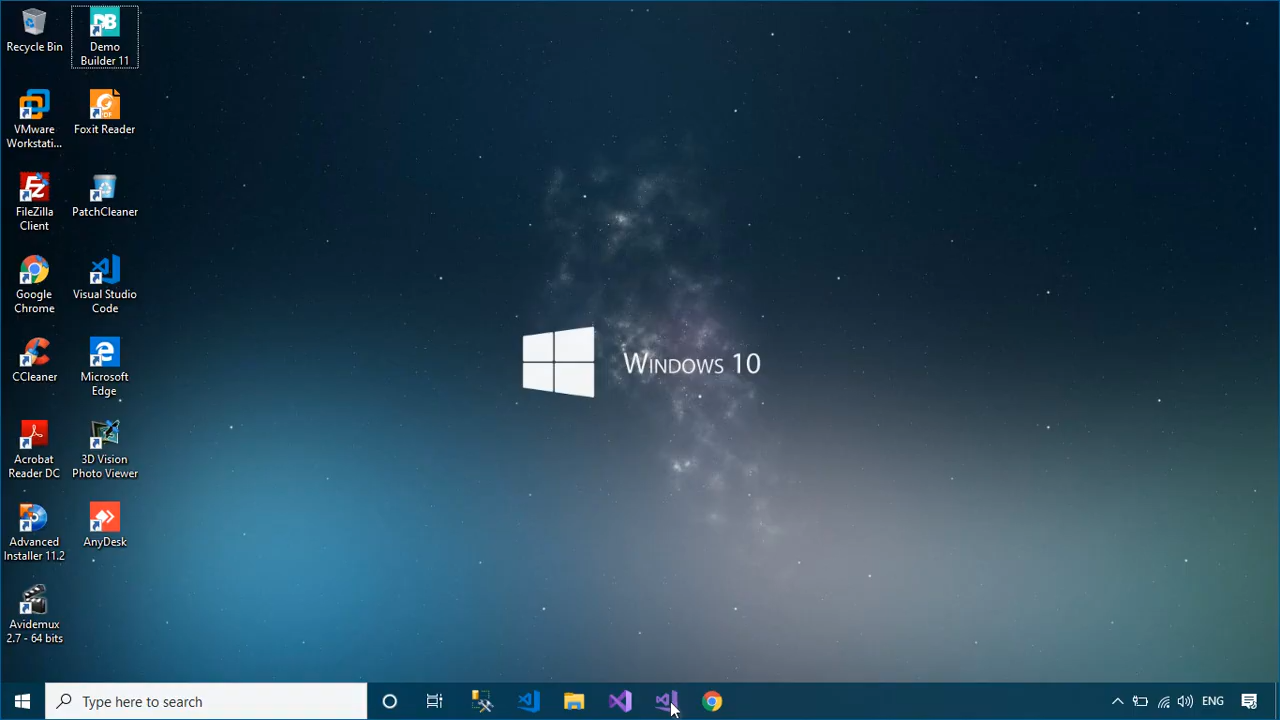 Recycle Bin
Demo
Builder 11
VMware
Workstati...
Foxit Reader
FileZilla
Client
PatchCleaner
Google
Chrome
Visual Studio
Code
CCleaner
Microsoft
Edge
Acrobat
Reader DC
3D Vision
Photo Viewer
Advanced
Installer 11.2
AnyDesk
Avidemux
2.7 - 64 bits
Windows 10
Type here to search
ENG